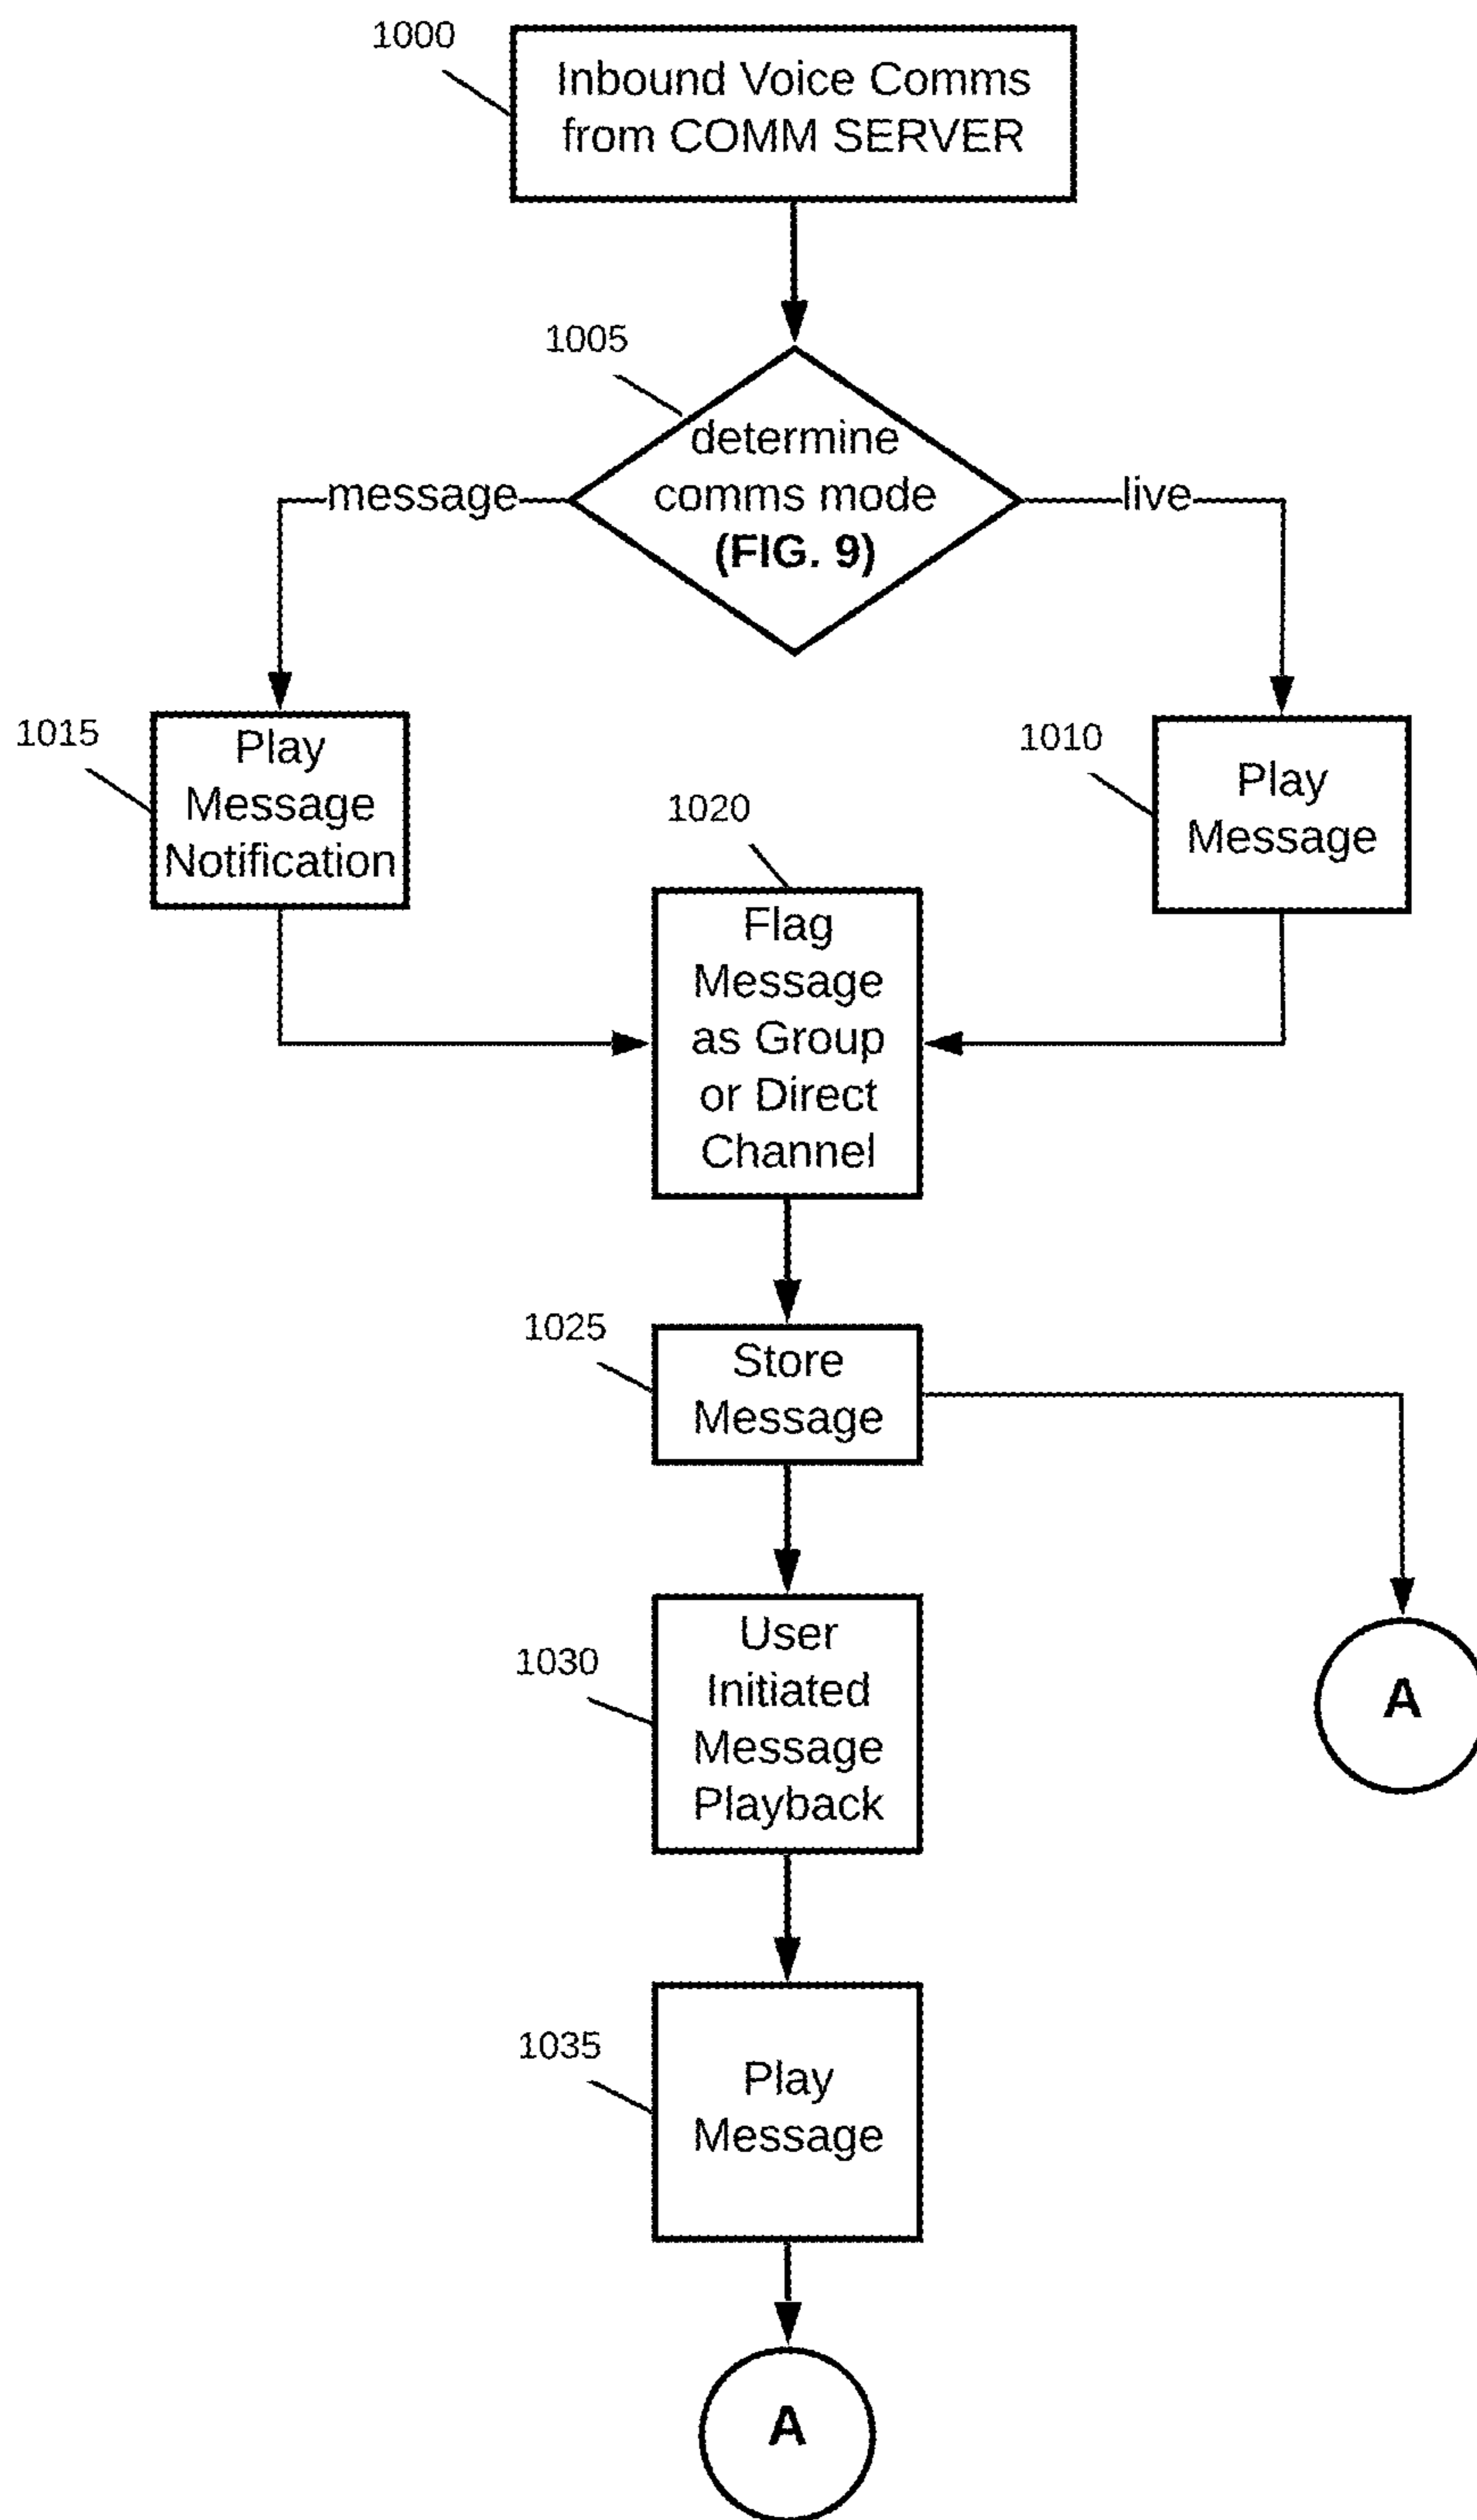 1000
Inbound Voice Comms
from COMM SERVER
1005
determine
comms mode
(FIG. 9)
message
live
1015
Play
Message
Notification
1010
Play
Message
1020
Flag
Message
as Group
or Direct
Channel
1025
Store
Message
1030
User
Initiated
Message
Playback
A
1035
Play
Message
A